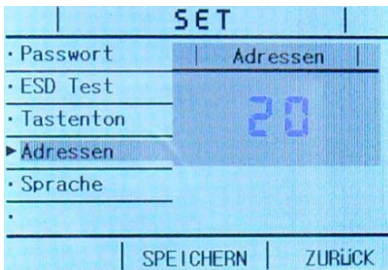 SET
· Passwort
· ESD Test
· Tastenton
▶ Adressen
· Sprache
·
Adressen
20
SPEICHERN
ZURÜCK